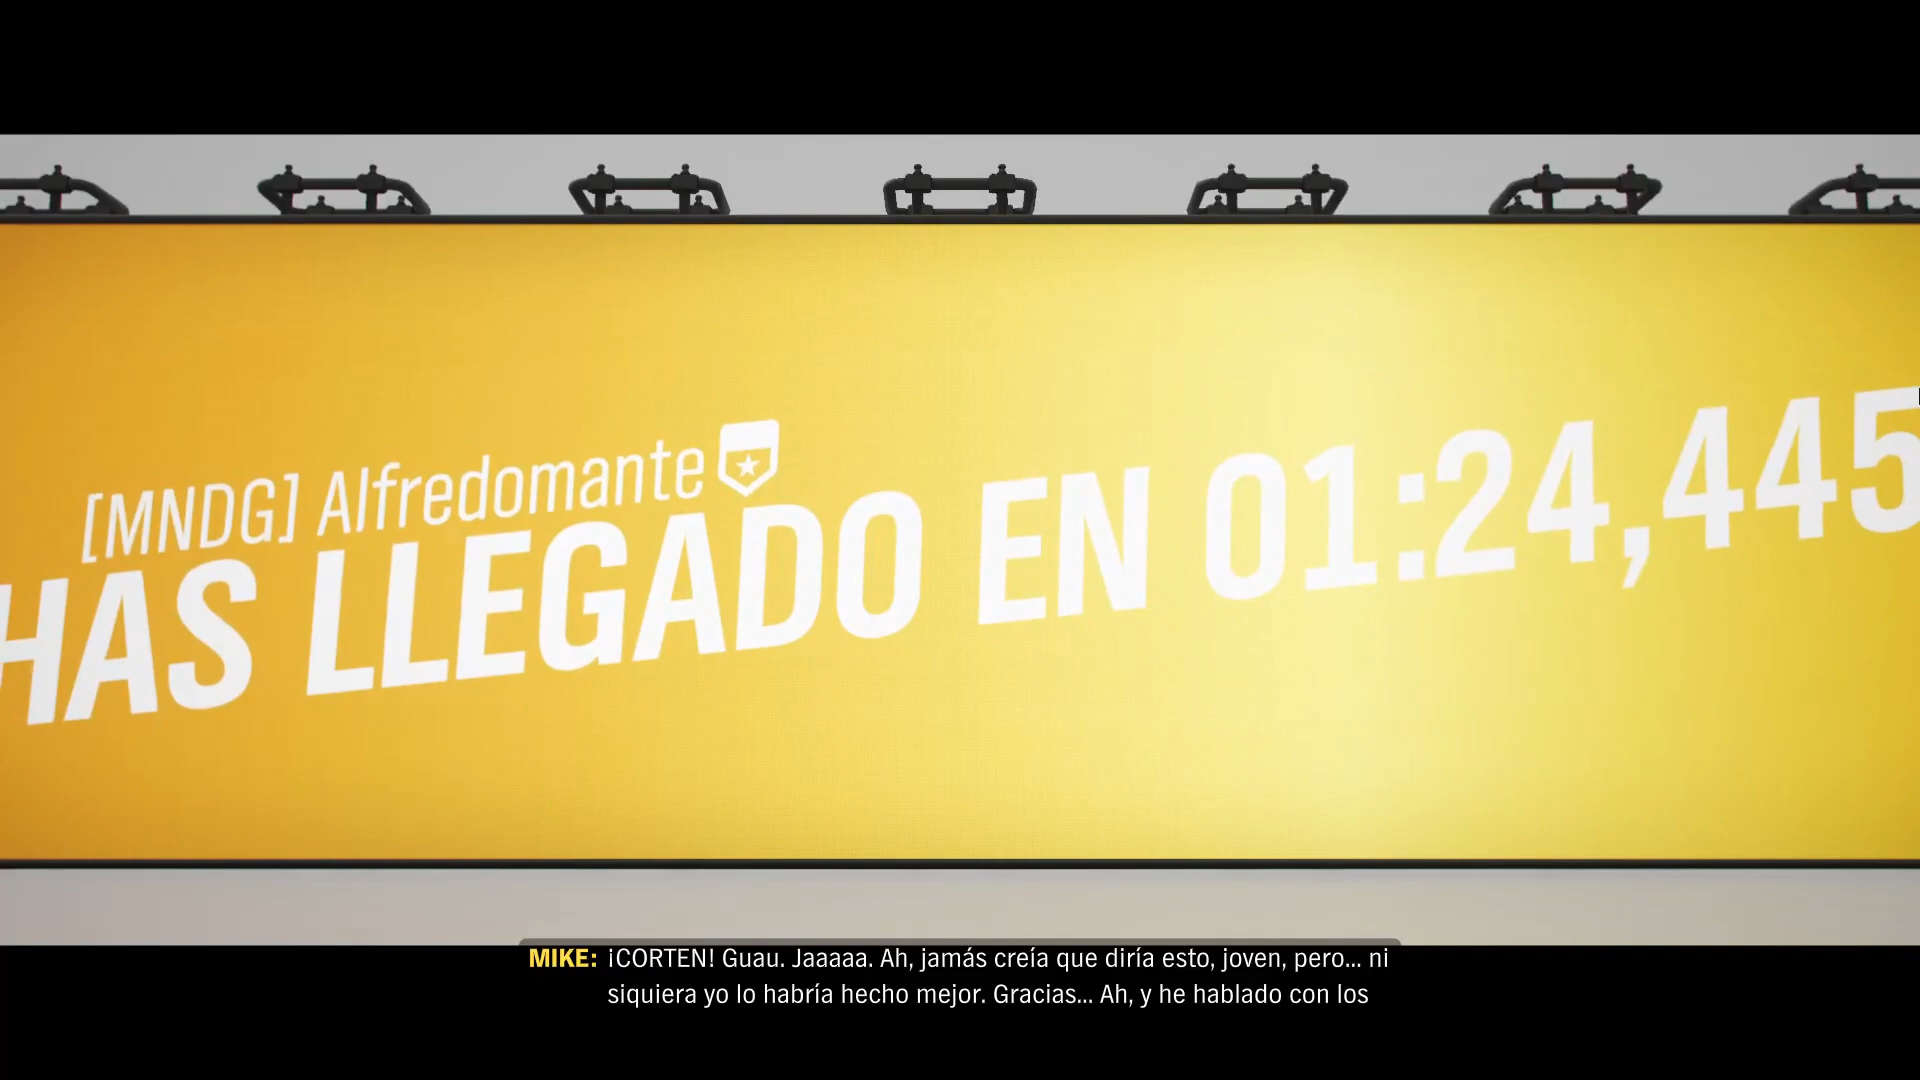 [MNDG] Alfredomante
HAS LLEGADO EN 01:24,445
MIKE: ¡CORTEN! Guau. Jaaaaa. Ah, jamás creía que diría esto, joven, pero... ni
siquiera yo lo habría hecho mejor. Gracias... Ah, y he hablado con los